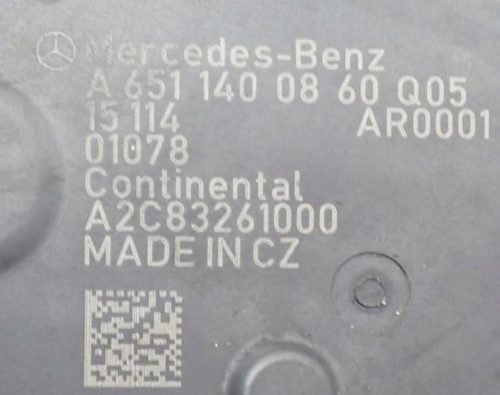 Mercedes-Benz
A 651 140 08 60 Q05
15 114 AR0001
01078
Continental
A2C83261000
MADE IN CZ